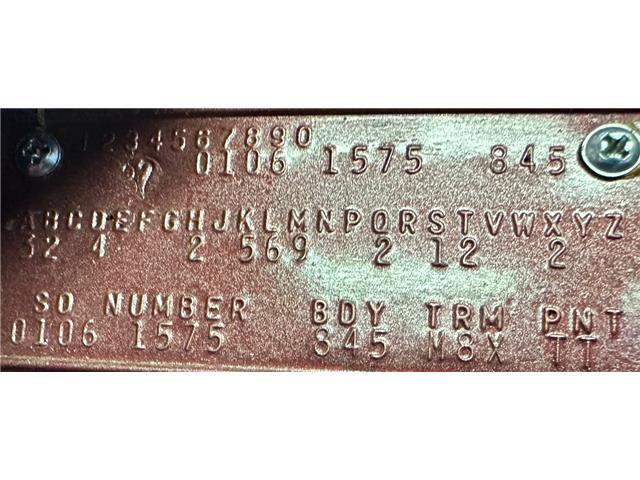 1234567890
0106 1575 845
ABCDEFGHJKLMNPQRSTVWXYZ
32 4 2 569 2 12 2
SO NUMBER BDY TRM PNT
0106 1575 845 M8X TT